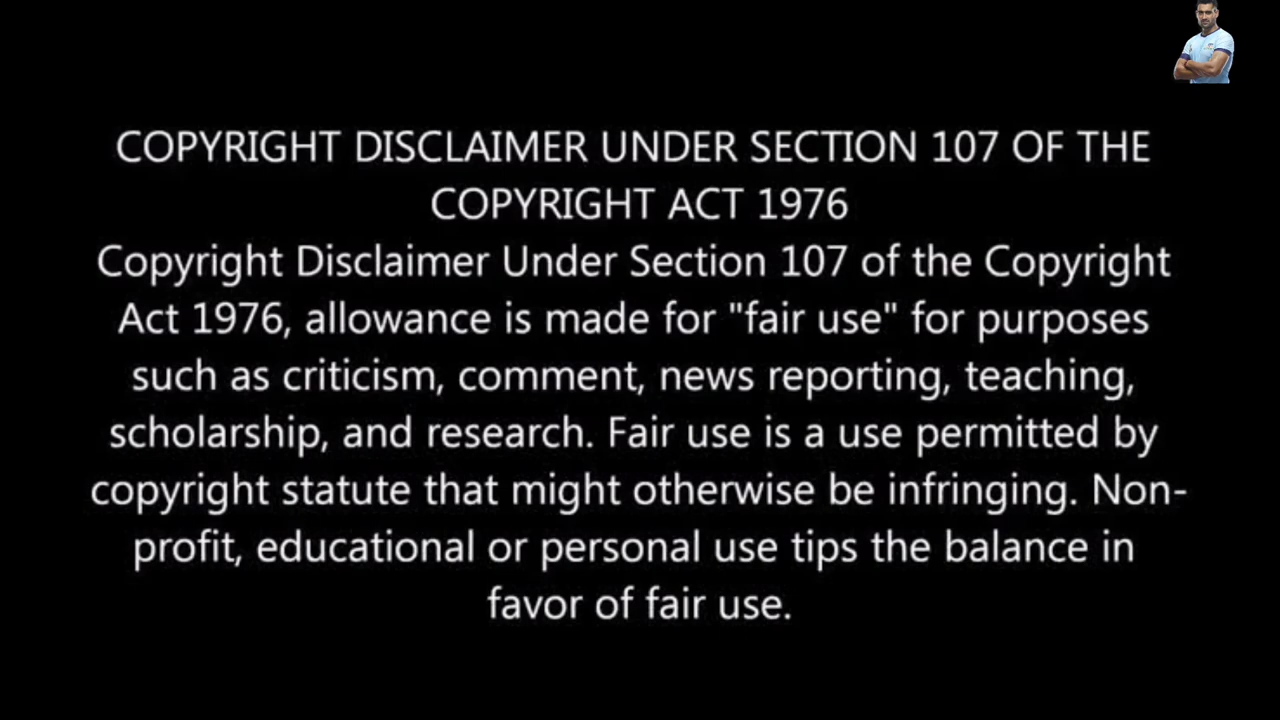 COPYRIGHT DISCLAIMER UNDER SECTION 107 OF THE
COPYRIGHT ACT 1976
Copyright Disclaimer Under Section 107 of the Copyright
Act 1976, allowance is made for "fair use" for purposes
such as criticism, comment, news reporting, teaching,
scholarship, and research. Fair use is a use permitted by
copyright statute that might otherwise be infringing. Non-
profit, educational or personal use tips the balance in
favor of fair use.